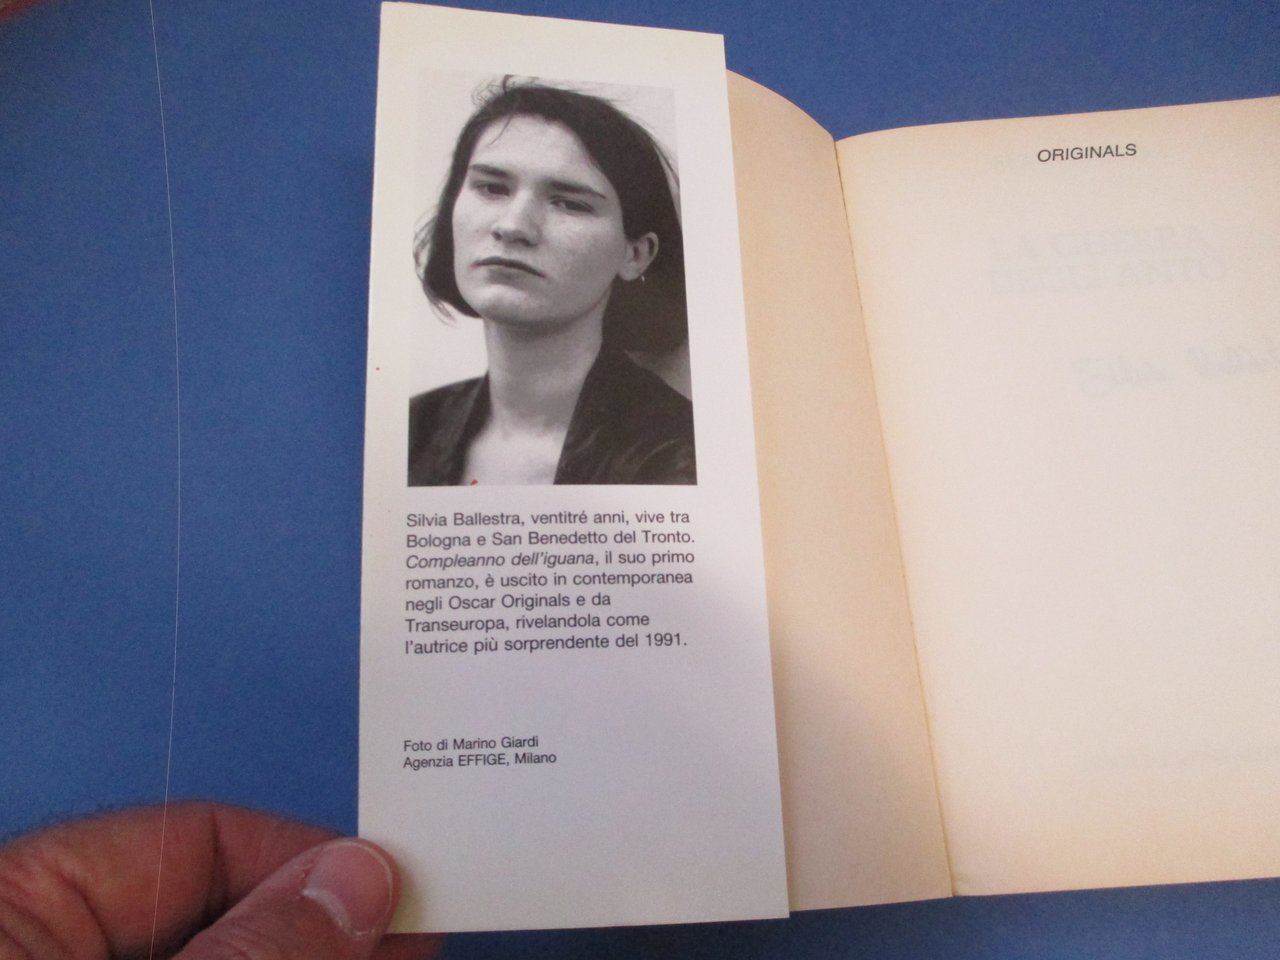 Silvia Ballestra, ventitré anni, vive tra
Bologna e San Benedetto del Tronto.
Compleanno dell'iguana, il suo primo
romanzo, è uscito in contemporanea
negli Oscar Originals e da
Transeuropa, rivelandola come
l'autrice più sorprendente del 1991.
Foto di Marino Giardi
Agenzia EFFIGE, Milano
ORIGINALS